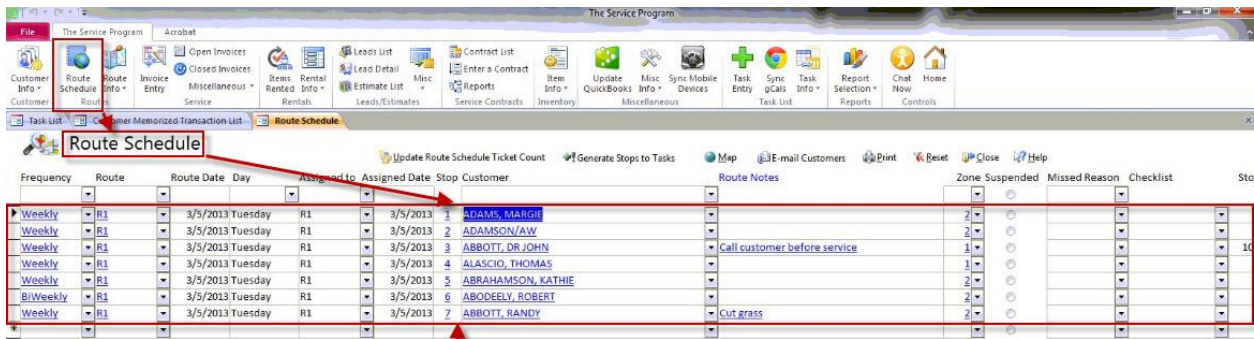 The Service Program
File The Service Program Acrobat
Open Invoices Leads List Contract List
Closed Invoices Lead Detail Enter a Contract
Miscellaneous Estimate List Reports
Customer Info Route Schedule Route Info Invoice Entry Items Rented Rental Info Misc Item Info Update QuickBooks Misc Info Sync Mobile Devices Task Entry Sync gCals Task Info Report Selection Chat Now Home
Customer Routes Service Rentals Leads/Estimates Service Contracts Inventory Miscellaneous Task List Reports Controls
Task List Customer Memorized Transaction List Route Schedule
Route Schedule
Update Route Schedule Ticket Count Generate Stops to Tasks Map E-mail Customers Print Reset Close Help
Frequency Route Route Date Day Assigned to Assigned Date Stop Customer Route Notes Zone Suspended Missed Reason Checklist Sto
Weekly R1 3/5/2013 Tuesday R1 3/5/2013 1 ADAMS, MARGIE 2
Weekly R1 3/5/2013 Tuesday R1 3/5/2013 2 ADAMSON/AW 2
Weekly R1 3/5/2013 Tuesday R1 3/5/2013 3 ABBOTT, DR JOHN Call customer before service 1 10
Weekly R1 3/5/2013 Tuesday R1 3/5/2013 4 ALASCIO, THOMAS 1
Weekly R1 3/5/2013 Tuesday R1 3/5/2013 5 ABRAHAMSON, KATHIE 2
BiWeekly R1 3/5/2013 Tuesday R1 3/5/2013 6 ABODEELY, ROBERT 2
Weekly R1 3/5/2013 Tuesday R1 3/5/2013 7 ABBOTT, RANDY Cut grass 2